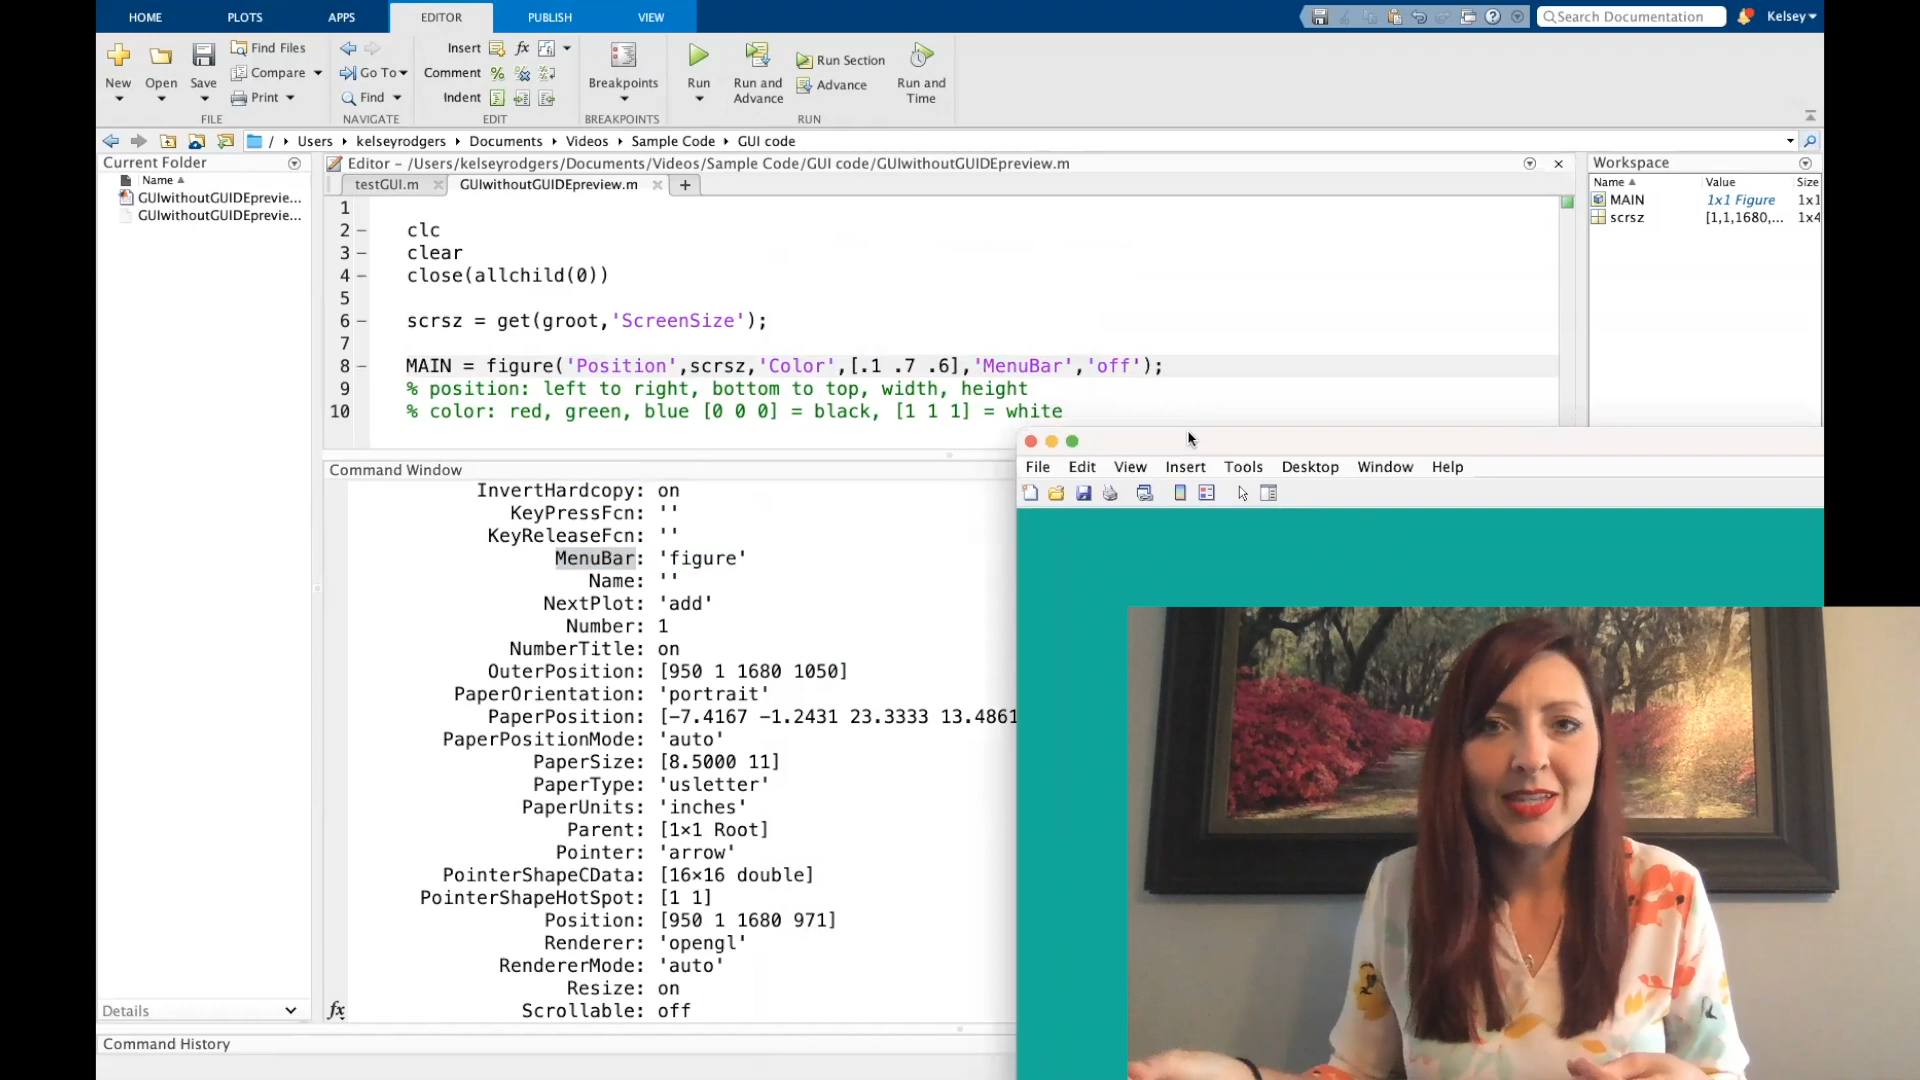 HOME PLOTS APPS EDITOR PUBLISH VIEW
Search Documentation Kelsey
New Open Save Find Files Compare Print
Go To Find
Insert fx
Comment %
Indent
Breakpoints Run Run and Advance Run Section Advance Run and Time
FILE NAVIGATE EDIT BREAKPOINTS RUN
/ Users kelseyrodgers Documents Videos Sample Code GUI code
Current Folder
Name
GUIwithoutGUIDEprevie...
GUIwithoutGUIDEprevie...
Details
Editor - /Users/kelseyrodgers/Documents/Videos/Sample Code/GUI code/GUIwithoutGUIDEpreview.m
testGUI.m GUIwithoutGUIDEpreview.m
1
2 - clc
3 - clear
4 - close(allchild(0))
5
6 - scrsz = get(groot,'ScreenSize');
7
8 - MAIN = figure('Position',scrsz,'Color',[.1 .7 .6],'MenuBar','off');
9 % position: left to right, bottom to top, width, height
10 % color: red, green, blue [0 0 0] = black, [1 1 1] = white
Workspace
Name Value Size
MAIN 1x1 Figure 1x1
scrsz [1,1,1680,... 1x4
Command Window
InvertHardcopy: on
KeyPressFcn: ''
KeyReleaseFcn: ''
MenuBar: 'figure'
Name: ''
NextPlot: 'add'
Number: 1
NumberTitle: on
OuterPosition: [950 1 1680 1050]
PaperOrientation: 'portrait'
PaperPosition: [-7.4167 -1.2431 23.3333 13.4861
PaperPositionMode: 'auto'
PaperSize: [8.5000 11]
PaperType: 'usletter'
PaperUnits: 'inches'
Parent: [1×1 Root]
Pointer: 'arrow'
PointerShapeCData: [16×16 double]
PointerShapeHotSpot: [1 1]
Position: [950 1 1680 971]
Renderer: 'opengl'
RendererMode: 'auto'
Resize: on
fx Scrollable: off
File Edit View Insert Tools Desktop Window Help
Command History